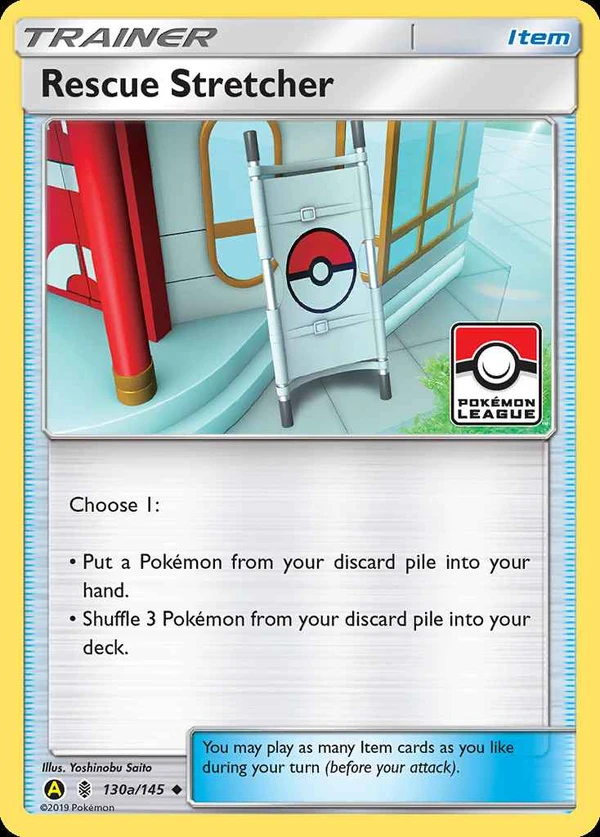 TRAINER
Item
Rescue Stretcher
POKÉMON
LEAGUE
Choose 1:
• Put a Pokémon from your discard pile into your
hand.
• Shuffle 3 Pokémon from your discard pile into your
deck.
You may play as many Item cards as you like
during your turn (before your attack).
Illus. Yoshinobu Saito
A 130a/145 ◆
©2019 Pokémon